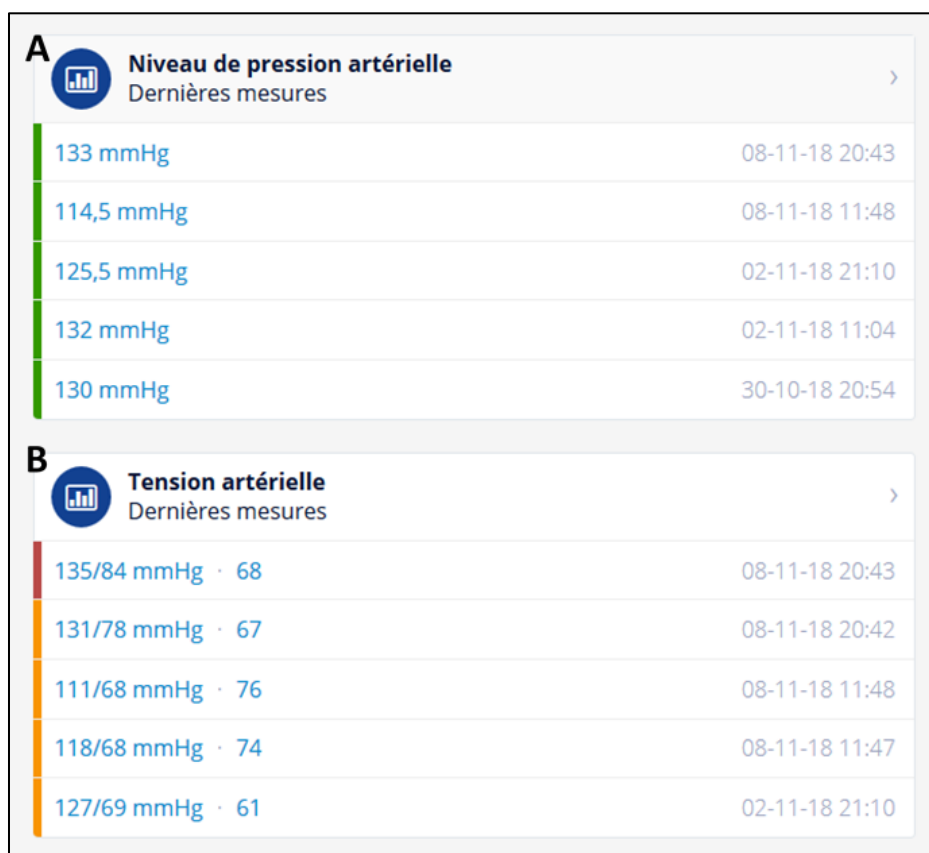 A
Niveau de pression artérielle
Dernières mesures
133 mmHg 08-11-18 20:43
114,5 mmHg 08-11-18 11:48
125,5 mmHg 02-11-18 21:10
132 mmHg 02-11-18 11:04
130 mmHg 30-10-18 20:54
B
Tension artérielle
Dernières mesures
135/84 mmHg · 68 08-11-18 20:43
131/78 mmHg · 67 08-11-18 20:42
111/68 mmHg · 76 08-11-18 11:48
118/68 mmHg · 74 08-11-18 11:47
127/69 mmHg · 61 02-11-18 21:10